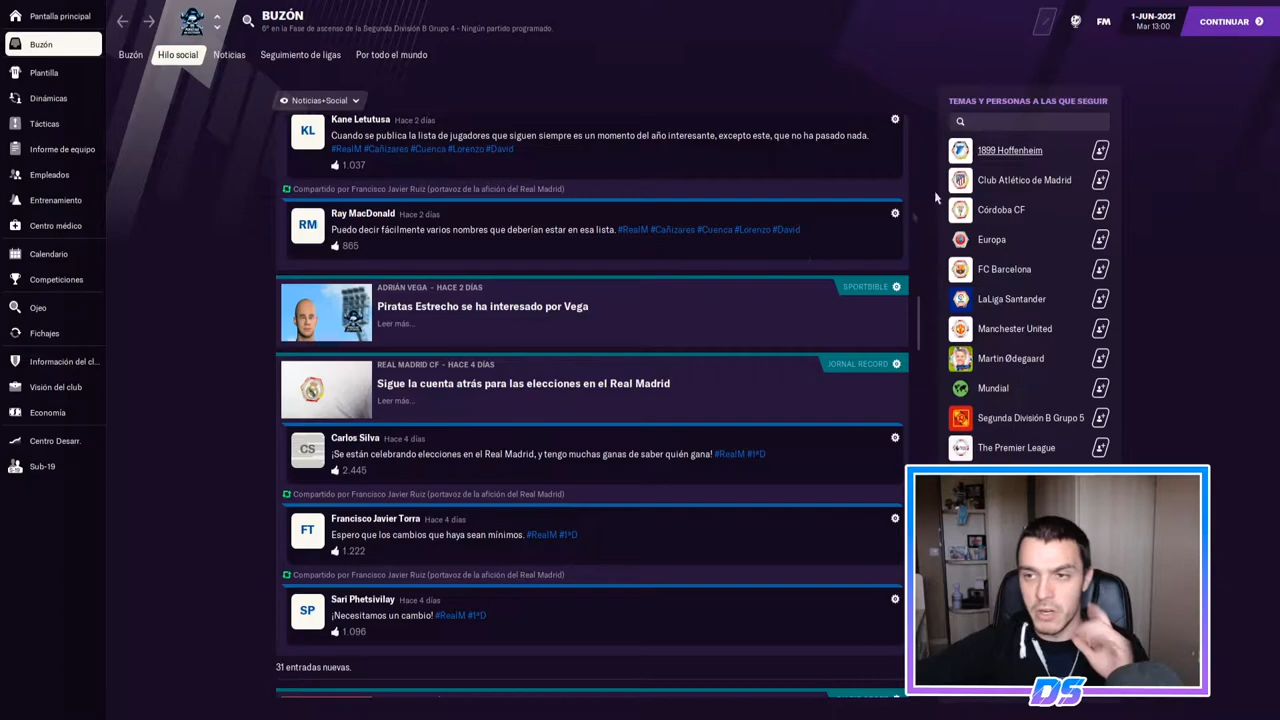 Pantalla principal
BUZÓN
6º en la Fase de ascenso de la Segunda División B Grupo 4 - Ningún partido programado.
FM
1-JUN-2021
Mar 13:00
CONTINUAR
Buzón
Plantilla
Dinámicas
Tácticas
Informe de equipo
Empleados
Entrenamiento
Centro médico
Calendario
Competiciones
Ojeo
Fichajes
Información del cl...
Visión del club
Economía
Centro Desarr.
Sub-19
Buzón
Hilo social
Noticias
Seguimiento de ligas
Por todo el mundo
Noticias+Social
KL
Kane Letutusa Hace 2 días
Cuando se publica la lista de jugadores que siguen siempre es un momento del año interesante, excepto este, que no ha pasado nada.
#RealM #Cañizares #Cuenca #Lorenzo #David
1.037
Compartido por Francisco Javier Ruiz (portavoz de la afición del Real Madrid)
RM
Ray MacDonald Hace 2 días
Puedo decir fácilmente varios nombres que deberían estar en esa lista. #RealM #Cañizares #Cuenca #Lorenzo #David
865
ADRIÁN VEGA - HACE 2 DÍAS
SPORTBIBLE
Piratas Estrecho se ha interesado por Vega
Leer más...
REAL MADRID CF - HACE 4 DÍAS
JORNAL RECORD
Sigue la cuenta atrás para las elecciones en el Real Madrid
Leer más...
CS
Carlos Silva Hace 4 días
¡Se están celebrando elecciones en el Real Madrid, y tengo muchas ganas de saber quién gana! #RealM #1ªD
2.445
Compartido por Francisco Javier Ruiz (portavoz de la afición del Real Madrid)
FT
Francisco Javier Torra Hace 4 días
Espero que los cambios que haya sean mínimos. #RealM #1ªD
1.222
Compartido por Francisco Javier Ruiz (portavoz de la afición del Real Madrid)
SP
Sari Phetsivilay Hace 4 días
¡Necesitamos un cambio! #RealM #1ªD
1.096
31 entradas nuevas.
TEMAS Y PERSONAS A LAS QUE SEGUIR
1899 Hoffenheim
Club Atlético de Madrid
Córdoba CF
Europa
FC Barcelona
LaLiga Santander
Manchester United
Martin Ødegaard
Mundial
Segunda División B Grupo 5
The Premier League
DS